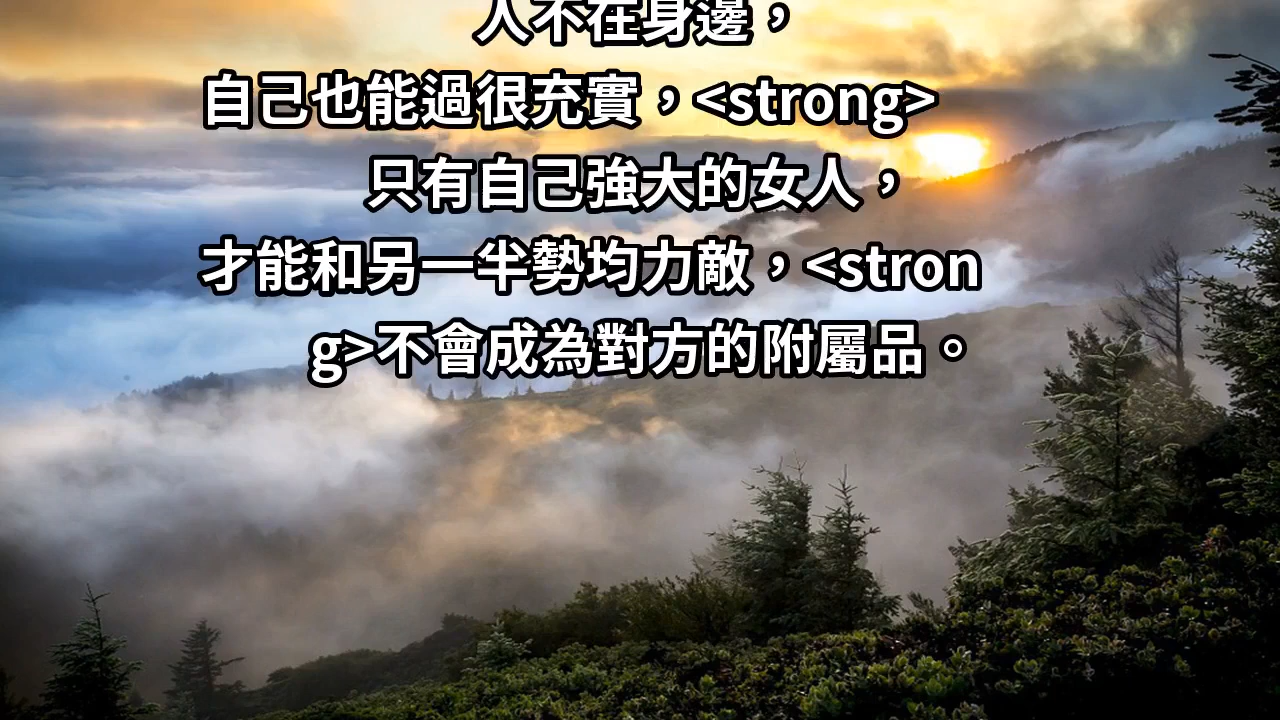 人不在身邊，
自己也能過很充實，<strong>
只有自己強大的女人，
才能和另一半勢均力敵，<stron
g>不會成為對方的附屬品。